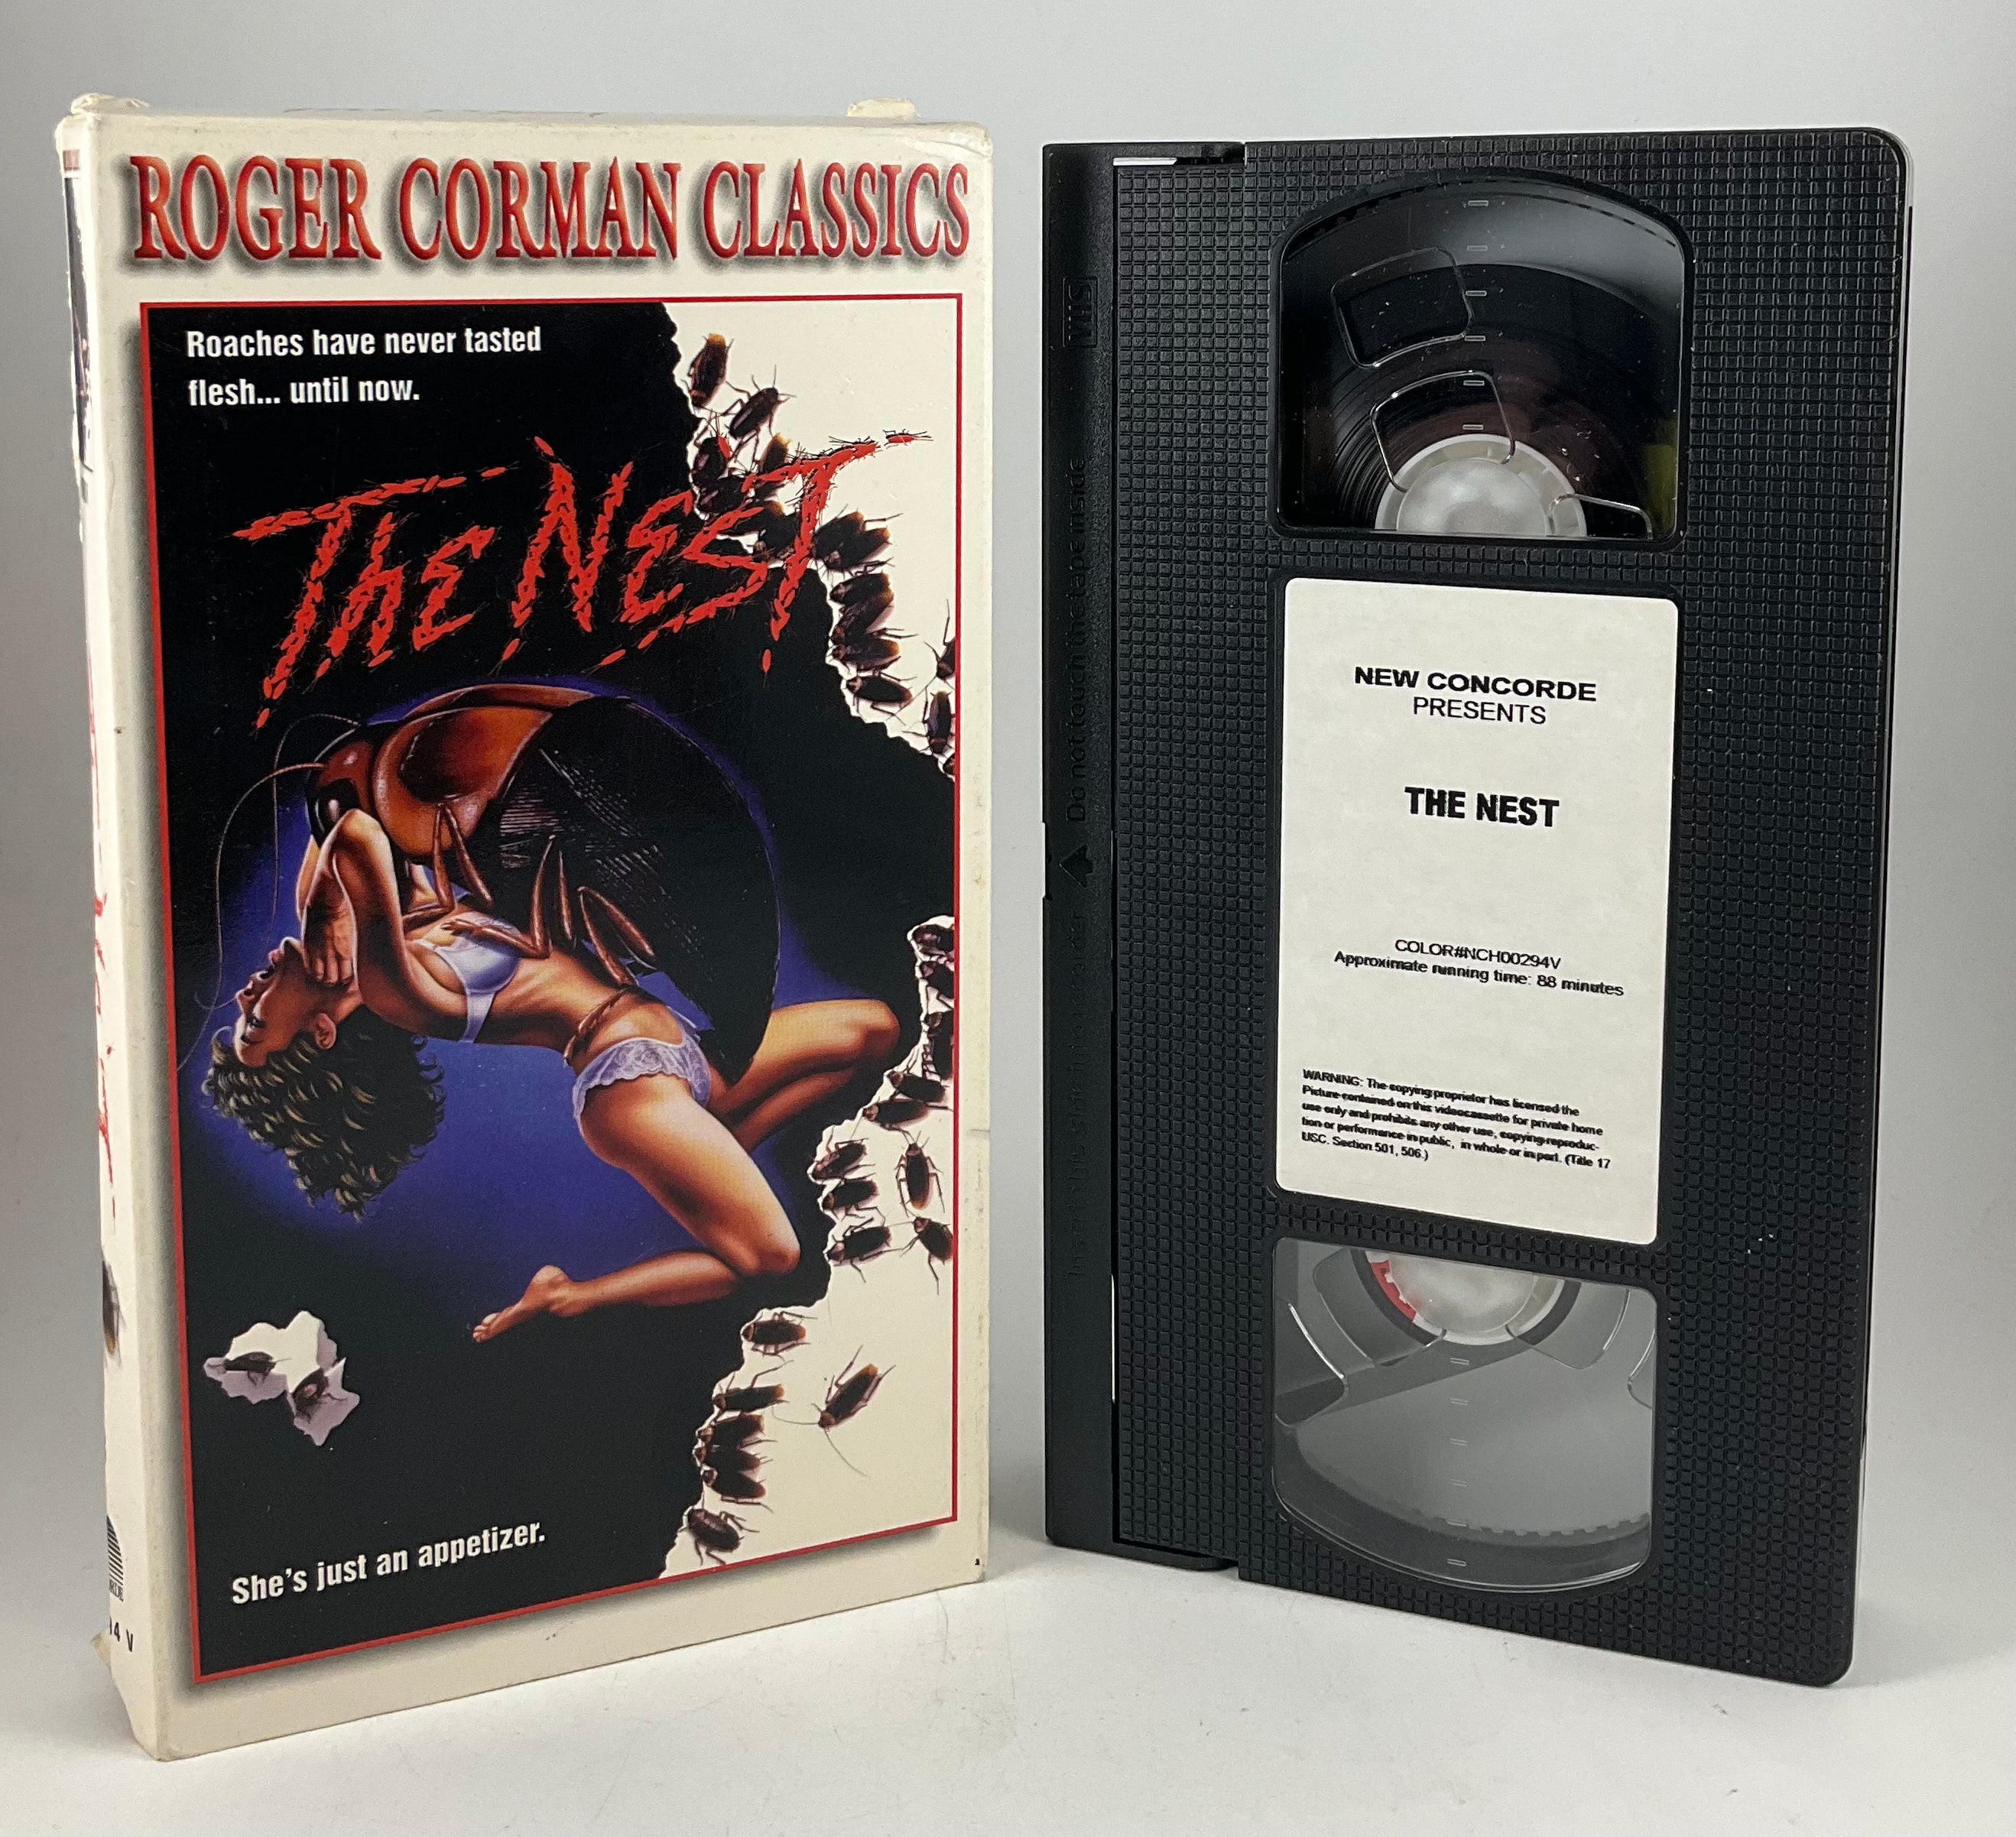 ROGER CORMAN CLASSICS
Roaches have never tasted
flesh... until now.
THE NEST
She's just an appetizer.
14 V
VHS
Do not touch the tape inside
NEW CONCORDE
PRESENTS
THE NEST
COLOR#NCH00294V
Approximate running time: 88 minutes
WARNING: The copying proprietor has licensed the
Picture contained on this videocassette for private home
use only and prohibits any other use, copying reproduc-
tion or performance in public, in whole or in part. (Title 17
USC. Section 501, 506.)